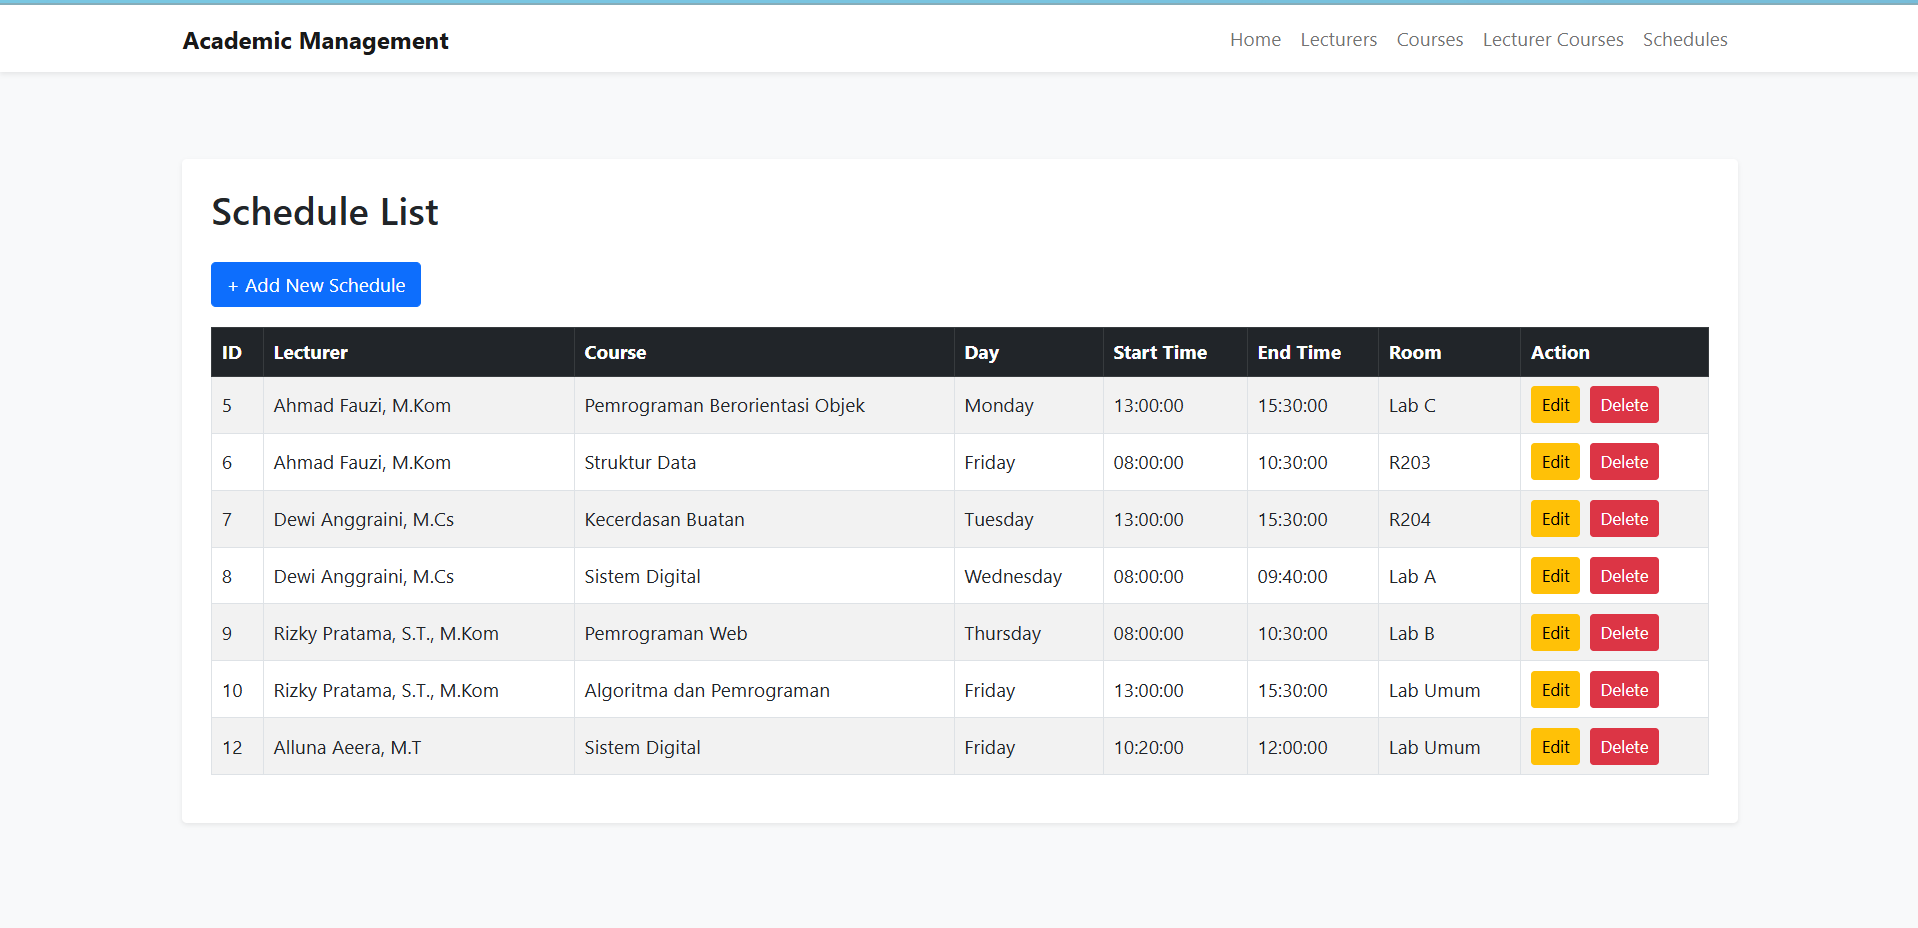 Academic Management Home Lecturers Courses Lecturer Courses Schedules
Schedule List
+ Add New Schedule
ID Lecturer Course Day Start Time End Time Room Action
5 Ahmad Fauzi, M.Kom Pemrograman Berorientasi Objek Monday 13:00:00 15:30:00 Lab C Edit Delete
6 Ahmad Fauzi, M.Kom Struktur Data Friday 08:00:00 10:30:00 R203 Edit Delete
7 Dewi Anggraini, M.Cs Kecerdasan Buatan Tuesday 13:00:00 15:30:00 R204 Edit Delete
8 Dewi Anggraini, M.Cs Sistem Digital Wednesday 08:00:00 09:40:00 Lab A Edit Delete
9 Rizky Pratama, S.T., M.Kom Pemrograman Web Thursday 08:00:00 10:30:00 Lab B Edit Delete
10 Rizky Pratama, S.T., M.Kom Algoritma dan Pemrograman Friday 13:00:00 15:30:00 Lab Umum Edit Delete
12 Alluna Aeera, M.T Sistem Digital Friday 10:20:00 12:00:00 Lab Umum Edit Delete